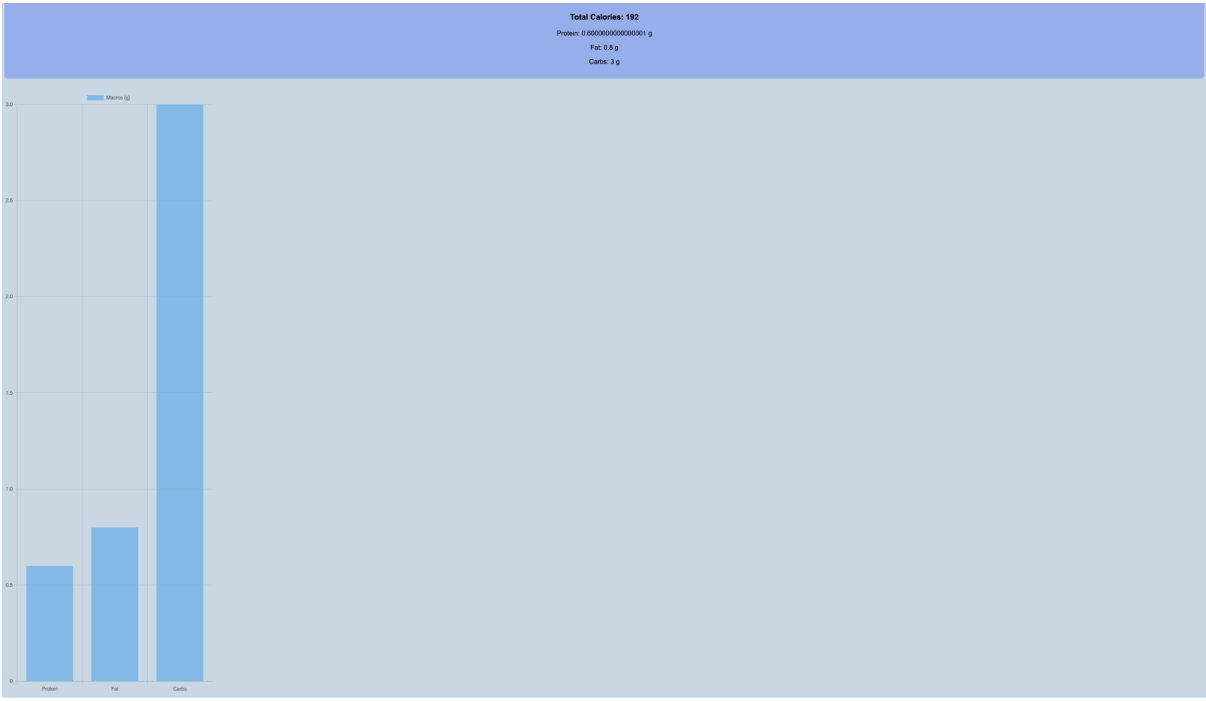 Total Calories: 192
Protein: 0.6000000000000001 g
Fat: 0.8 g
Carbs: 3 g
Macros (g)
3.0
2.5
2.0
1.5
1.0
0.5
0
Protein Fat Carbs